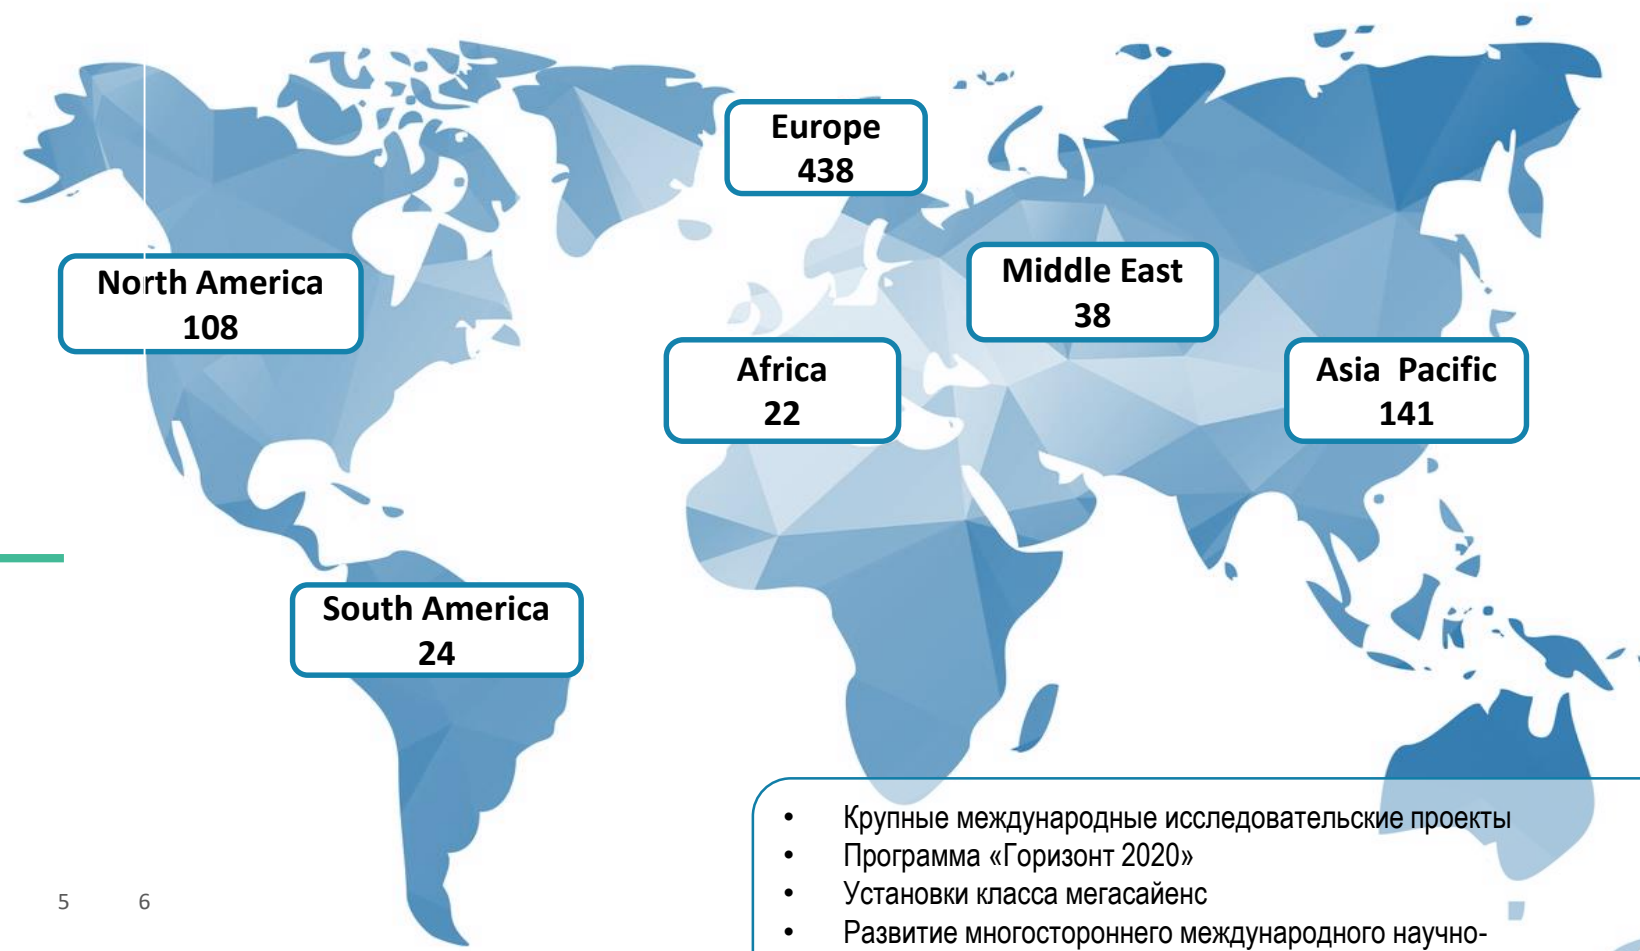 Europe
438
North America
108
Middle East
38
Africa
22
Asia Pacific
141
South America
24
• Крупные международные исследовательские проекты
• Программа «Горизонт 2020»
• Установки класса мегасайенс
• Развитие многостороннего международного научно-
5 6